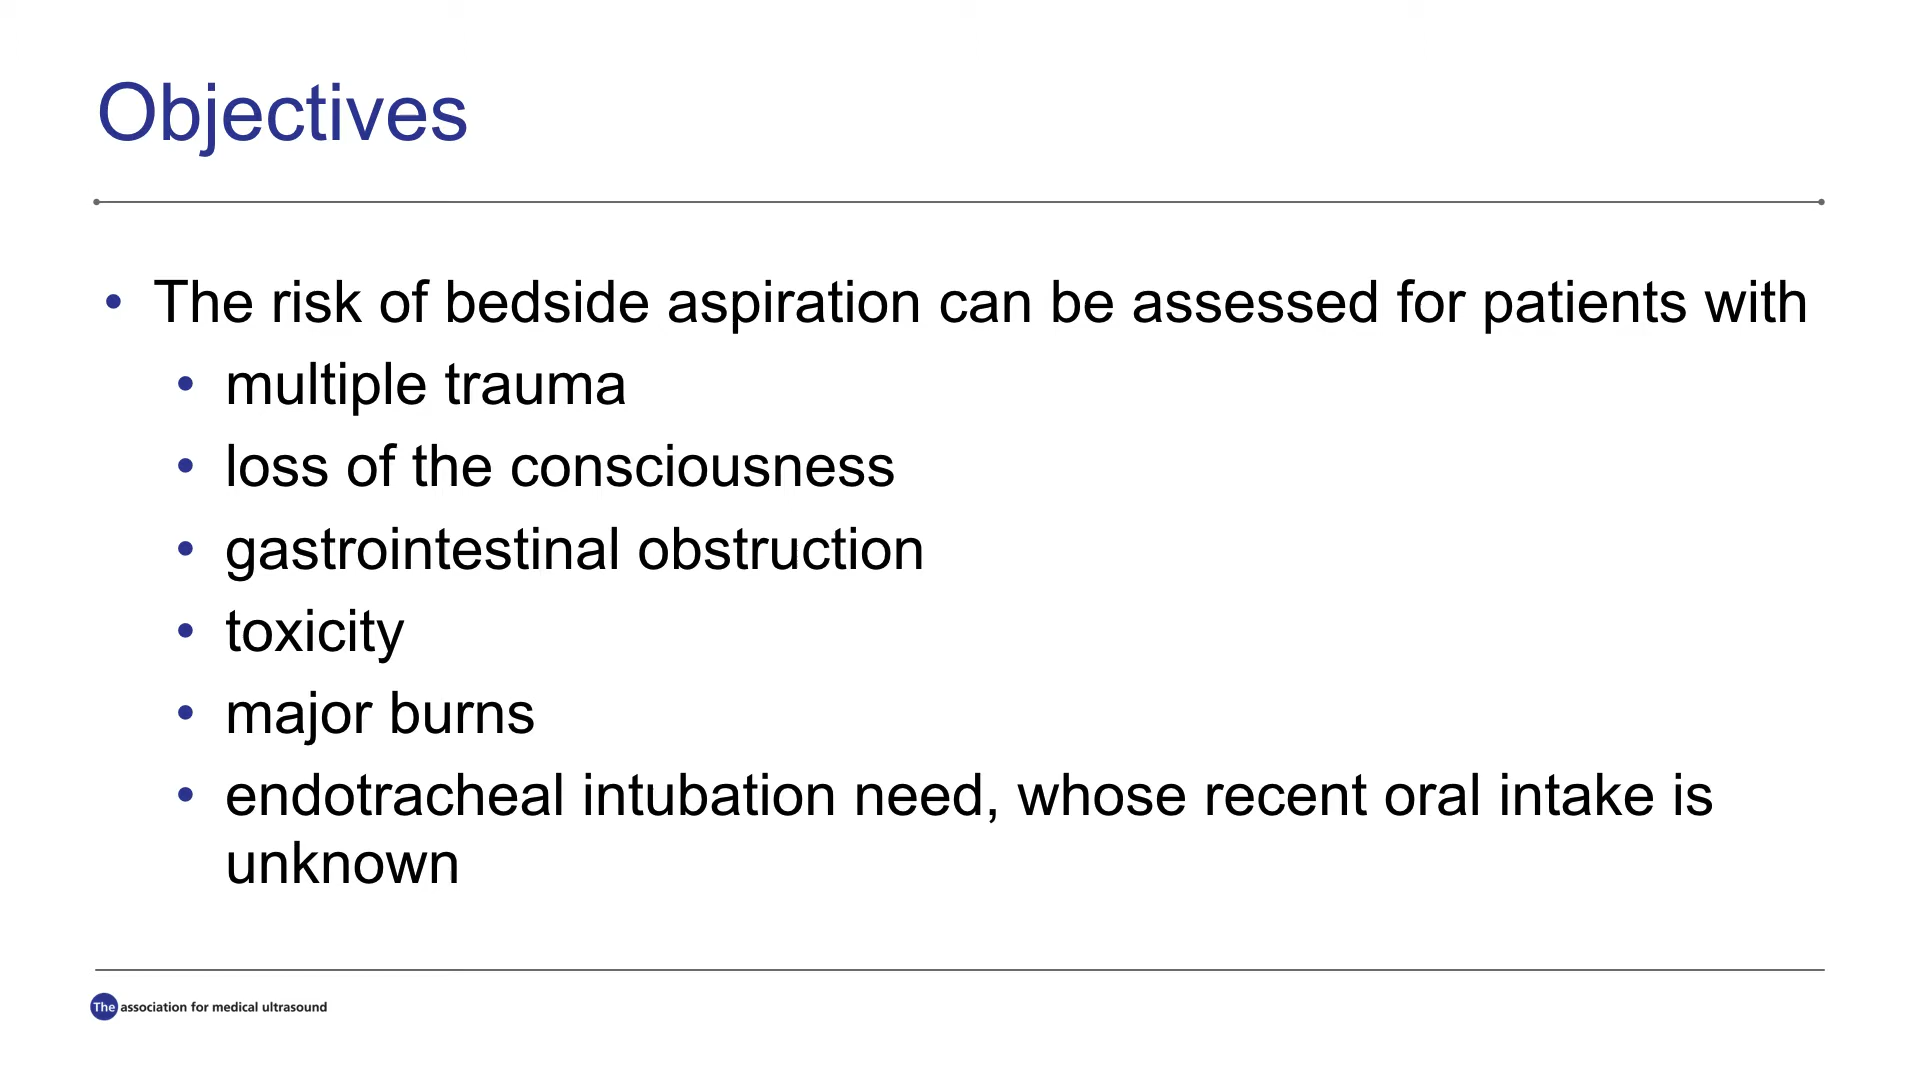 Objectives
• The risk of bedside aspiration can be assessed for patients with
• multiple trauma
• loss of the consciousness
• gastrointestinal obstruction
• toxicity
• major burns
• endotracheal intubation need, whose recent oral intake is
unknown
The association for medical ultrasound